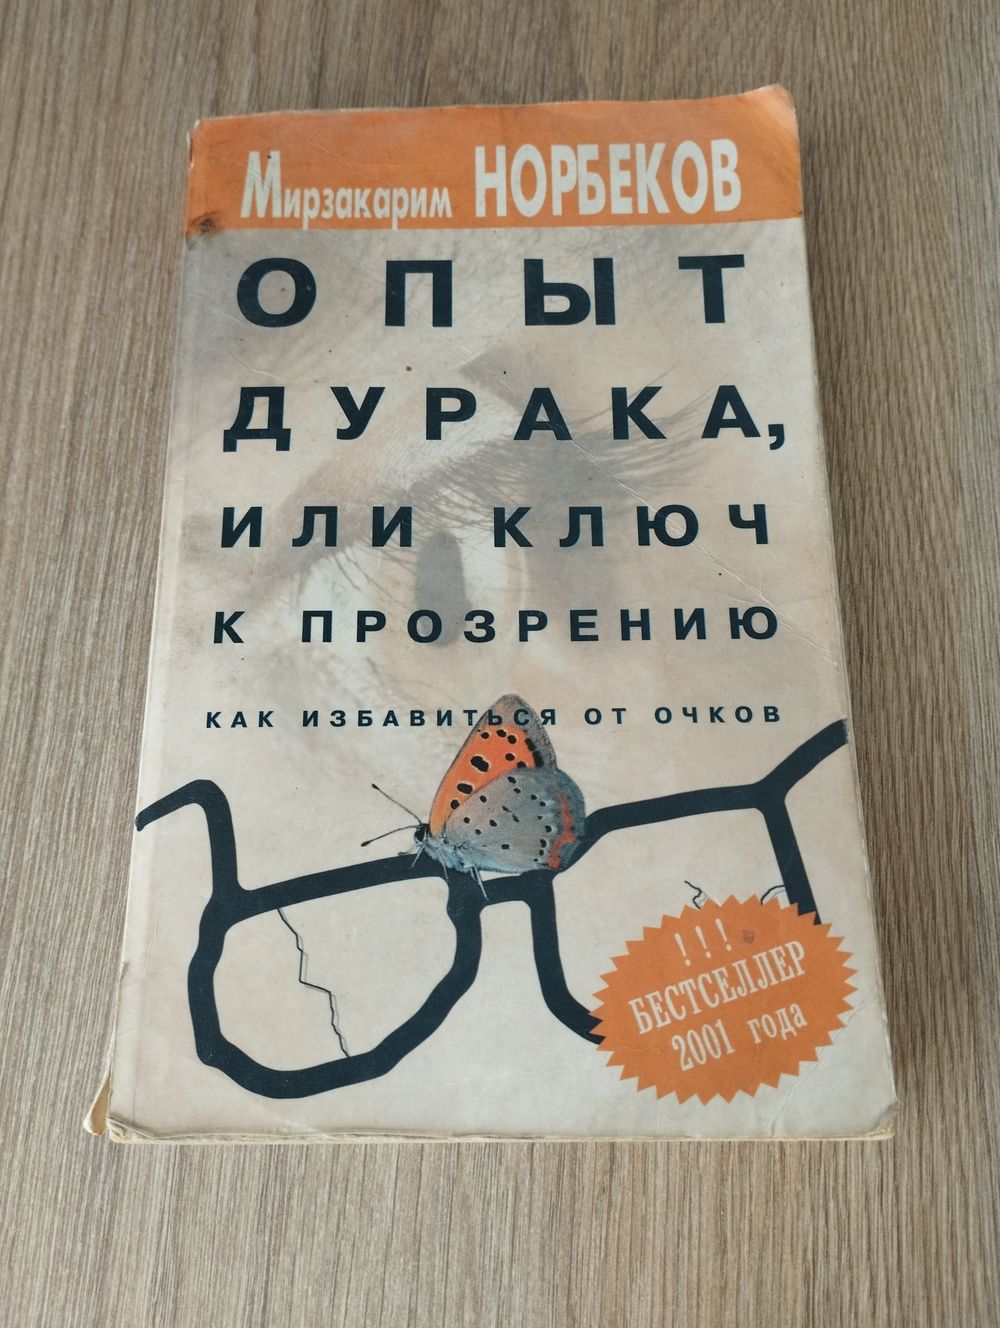 Мирзакарим НОРБЕКОВ
ОПЫТ
ДУРАКА,
ИЛИ КЛЮЧ
К ПРОЗРЕНИЮ
КАК ИЗБАВИТЬСЯ ОТ ОЧКОВ
!!!
БЕСТСЕЛЛЕР
2001 года